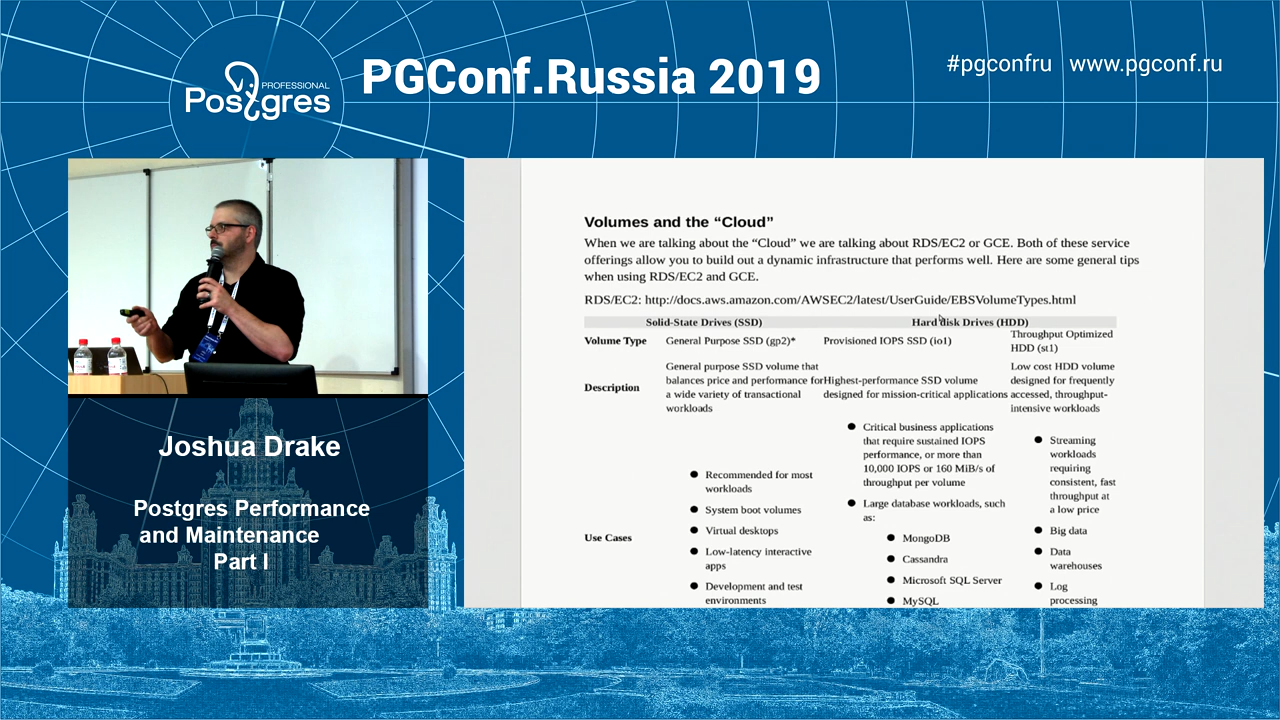 PROFESSIONAL
Postgres
PGConf.Russia 2019
#pgconfru www.pgconf.ru
Joshua Drake
Postgres Performance
and Maintenance
Part I
Volumes and the “Cloud”
When we are talking about the “Cloud” we are talking about RDS/EC2 or GCE. Both of these service
offerings allow you to build out a dynamic infrastructure that performs well. Here are some general tips
when using RDS/EC2 and GCE.
RDS/EC2: http://docs.aws.amazon.com/AWSEC2/latest/UserGuide/EBSVolumeTypes.html
Solid-State Drives (SSD)
Hard disk Drives (HDD)
Volume Type
General Purpose SSD (gp2)*
Provisioned IOPS SSD (io1)
Throughput Optimized
HDD (st1)
Description
General purpose SSD volume that
balances price and performance for
a wide variety of transactional
workloads
Highest-performance SSD volume
designed for mission-critical applications
Low cost HDD volume
designed for frequently
accessed, throughput-
intensive workloads
Use Cases
● Recommended for most
workloads
● System boot volumes
● Virtual desktops
● Low-latency interactive
apps
● Development and test
environments
● Critical business applications
that require sustained IOPS
performance, or more than
10,000 IOPS or 160 MiB/s of
throughput per volume
● Large database workloads, such
as:
● MongoDB
● Cassandra
● Microsoft SQL Server
● MySQL
● Streaming
workloads
requiring
consistent, fast
throughput at
a low price
● Big data
● Data
warehouses
● Log
processing